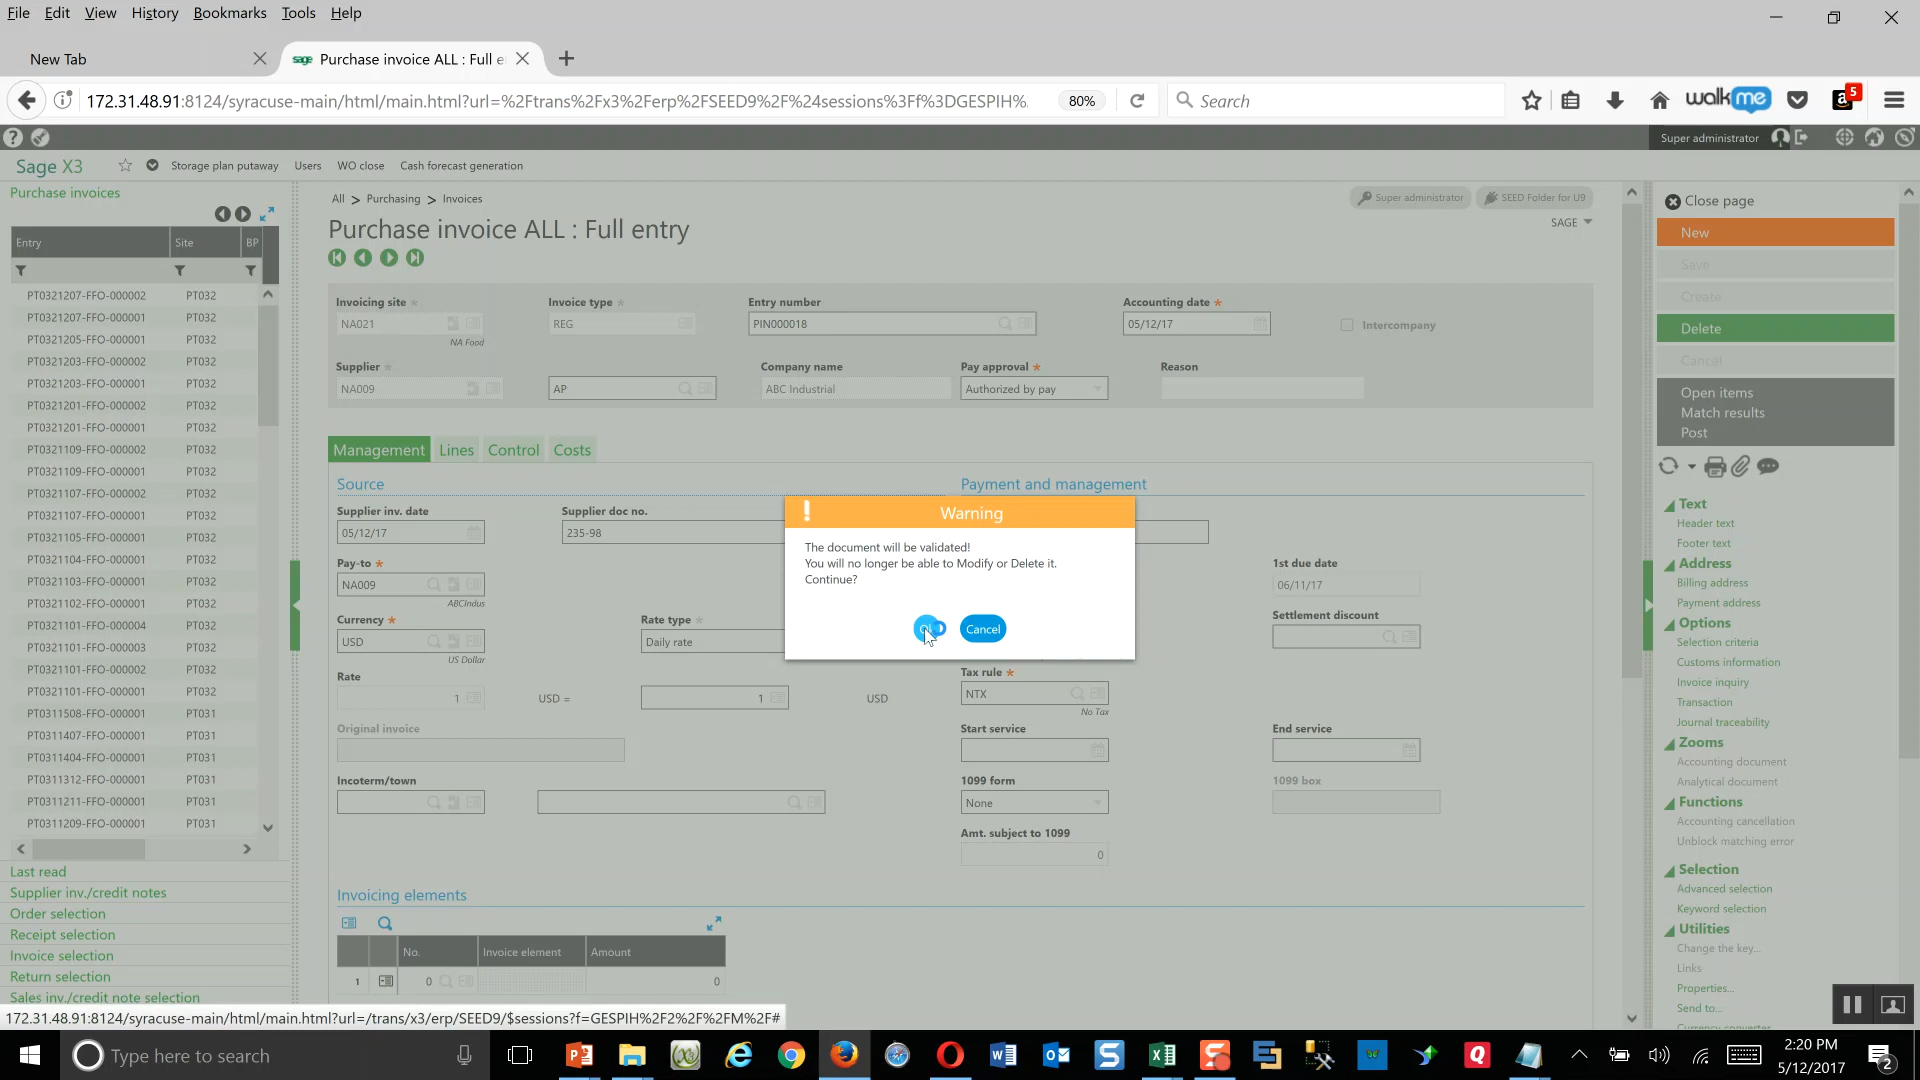 File Edit View History Bookmarks Tools Help
New Tab
sage Purchase invoice ALL : Full e
172.31.48.91:8124/syracuse-main/html/main.html?url=%2Ftrans%2Fx3%2Ferp%2FSEED9%2F%24sessions%3Ff%3DGESPIH%
80%
Search
walkme
a 5
Super administrator
Sage X3
Storage plan putaway Users WO close Cash forecast generation
Purchase invoices
Entry Site BP
PT0321207-FFO-000002 PT032
PT0321207-FFO-000001 PT032
PT0321205-FFO-000001 PT032
PT0321203-FFO-000002 PT032
PT0321203-FFO-000001 PT032
PT0321201-FFO-000002 PT032
PT0321201-FFO-000001 PT032
PT0321109-FFO-000002 PT032
PT0321109-FFO-000001 PT032
PT0321107-FFO-000002 PT032
PT0321107-FFO-000001 PT032
PT0321105-FFO-000001 PT032
PT0321104-FFO-000001 PT032
PT0321103-FFO-000001 PT032
PT0321102-FFO-000001 PT032
PT0321101-FFO-000004 PT032
PT0321101-FFO-000003 PT032
PT0321101-FFO-000002 PT032
PT0321101-FFO-000001 PT032
PT0311508-FFO-000001 PT031
PT0311407-FFO-000001 PT031
PT0311404-FFO-000001 PT031
PT0311312-FFO-000001 PT031
PT0311211-FFO-000001 PT031
PT0311209-FFO-000001 PT031
Last read
Supplier inv./credit notes
Order selection
Receipt selection
Invoice selection
Return selection
Sales inv./credit note selection
All > Purchasing > Invoices
Super administrator SEED Folder for U9
Purchase invoice ALL : Full entry
SAGE
Invoicing site * Invoice type * Entry number Accounting date *
NA021 REG PIN000018 05/12/17 Intercompany
NA Food
Supplier * Company name Pay approval * Reason
NA009 AP ABC Industrial Authorized by pay
Management Lines Control Costs
Source Payment and management
Supplier inv. date Supplier doc no.
05/12/17 235-98
Pay-to * 1st due date
NA009 06/11/17
ABCIndus
Currency * Rate type * Settlement discount
USD Daily rate
US Dollar
Rate Tax rule *
1 USD = 1 USD NTX
No Tax
Original invoice Start service End service
Incoterm/town 1099 form 1099 box
None
Amt. subject to 1099
0
Invoicing elements
No. Invoice element Amount
1 0 0
Warning
The document will be validated!
You will no longer be able to Modify or Delete it.
Continue?
Cancel
Close page
New
Save
Create
Delete
Cancel
Open items
Match results
Post
Text
Header text
Footer text
Address
Billing address
Payment address
Options
Selection criteria
Customs information
Invoice inquiry
Transaction
Journal traceability
Zooms
Accounting document
Analytical document
Functions
Accounting cancellation
Unblock matching error
Selection
Advanced selection
Keyword selection
Utilities
Change the key...
Links
Properties...
Send to...
Currency converter
172.31.48.91:8124/syracuse-main/html/main.html?url=/trans/x3/erp/SEED9/$sessions?f=GESPIH%2F2%2F%2FM%2F#
Type here to search
2:20 PM
5/12/2017
2